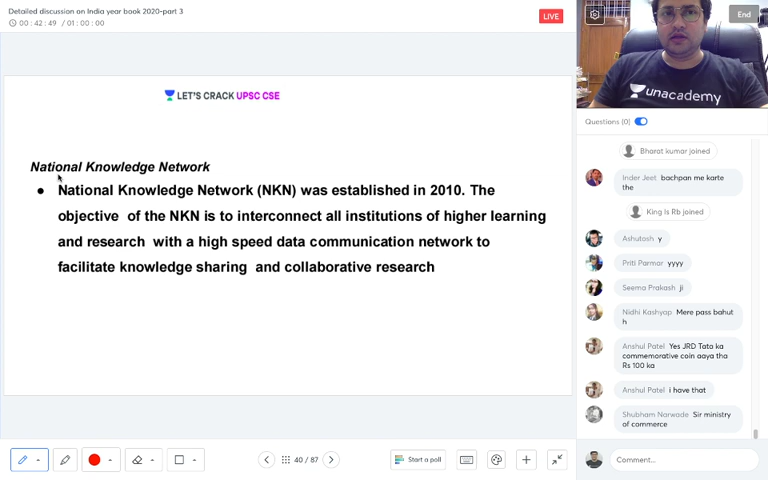 Detailed discussion on India year book 2020-part 3
00 : 42 : 49 / 01 : 00 : 00
LIVE
End
LET'S CRACK UPSC CSE
unacademy
National Knowledge Network
● National Knowledge Network (NKN) was established in 2010. The
objective of the NKN is to interconnect all institutions of higher learning
and research with a high speed data communication network to
facilitate knowledge sharing and collaborative research
Questions (0)
Bharat kumar joined
Inder Jeet bachpan me karte
the
King Is Rb joined
Ashutosh y
Priti Parmar yyyy
Seema Prakash ji
Nidhi Kashyap Mere pass bahut
h
Anshul Patel Yes JRD Tata ka
commemorative coin aaya tha
Rs 100 ka
Anshul Patel i have that
Shubham Narwade Sir ministry
of commerce
40 / 87
Start a poll
Comment...